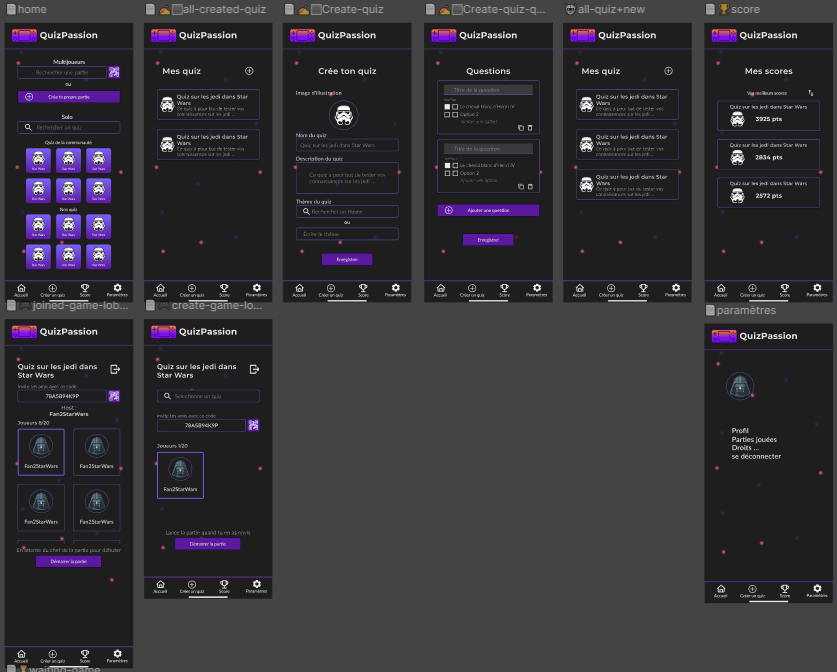 home
QuizPassion
Multijoueurs
Rechercher une partie
ou
Crée ta propre partie
Solo
Rechercher un quiz
Quiz de la communauté
Star Wars
Star Wars
Star Wars
Star Wars
Star Wars
Star Wars
Nos quiz
Star Wars
Star Wars
Star Wars
Star Wars
Star Wars
Star Wars
Accueil
Créer un quiz
Score
Paramètres
all-created-quiz
QuizPassion
Mes quiz
Quiz sur les jedi dans Star
Wars
Ce quiz a pour but de tester vos
connaissances sur les jedi ...
Quiz sur les jedi dans Star
Wars
Ce quiz a pour but de tester vos
connaissances sur les jedi ...
Accueil
Créer un quiz
Score
Paramètres
Create-quiz
QuizPassion
Crée ton quiz
Image d'illustration
Nom du quiz
Quiz sur les jedi dans Star Wars
Description du quiz
Ce quiz a pour but de tester vos
connaissances sur les jedi ...
Thème du quiz
Rechercher un thème
ou
Écrire le thème
Enregistrer
Accueil
Créer un quiz
Score
Paramètres
Create-quiz-q...
QuizPassion
Questions
Titre de la question
Le cheval blanc d'Henri IV
Option 2
Ajouter une option
Titre de la question
Le cheval blanc d'Henri IV
Option 2
Ajouter une option
Ajouter une question
Enregistrer
Accueil
Créer un quiz
Score
Paramètres
all-quiz+new
QuizPassion
Mes quiz
Quiz sur les jedi dans Star
Wars
Ce quiz a pour but de tester vos
connaissances sur les jedi ...
Quiz sur les jedi dans Star
Wars
Ce quiz a pour but de tester vos
connaissances sur les jedi ...
Quiz sur les jedi dans Star
Wars
Ce quiz a pour but de tester vos
connaissances sur les jedi ...
Accueil
Créer un quiz
Score
Paramètres
score
QuizPassion
Mes scores
meilleurs scores
Quiz sur les jedi dans Star Wars
3925 pts
Quiz sur les jedi dans Star Wars
2834 pts
Quiz sur les jedi dans Star Wars
2572 pts
Accueil
Créer un quiz
Score
Paramètres
joined-game-lob...
QuizPassion
Quiz sur les jedi dans
Star Wars
Invite tes amis avec ce code
78A5B94K9P
Host :
Fan2StarWars
Joueurs 8/20
Fan2StarWars
Fan2StarWars
Fan2StarWars
Fan2StarWars
En attente du chef de la partie pour débuter
Démarrer la partie
Accueil
Créer un quiz
Score
Paramètres
waiting-game
create-game-lo...
QuizPassion
Quiz sur les jedi dans
Star Wars
Sélectionne un quiz
Invite tes amis avec ce code
78A5B94K9P
Joueurs 1/20
Fan2StarWars
Lance la partie quand tu en as envis
Démarrer la partie
Accueil
Créer un quiz
Score
Paramètres
paramètres
QuizPassion
Profil
Parties jouées
Droits ...
se déconnecter
Accueil
Créer un quiz
Score
Paramètres